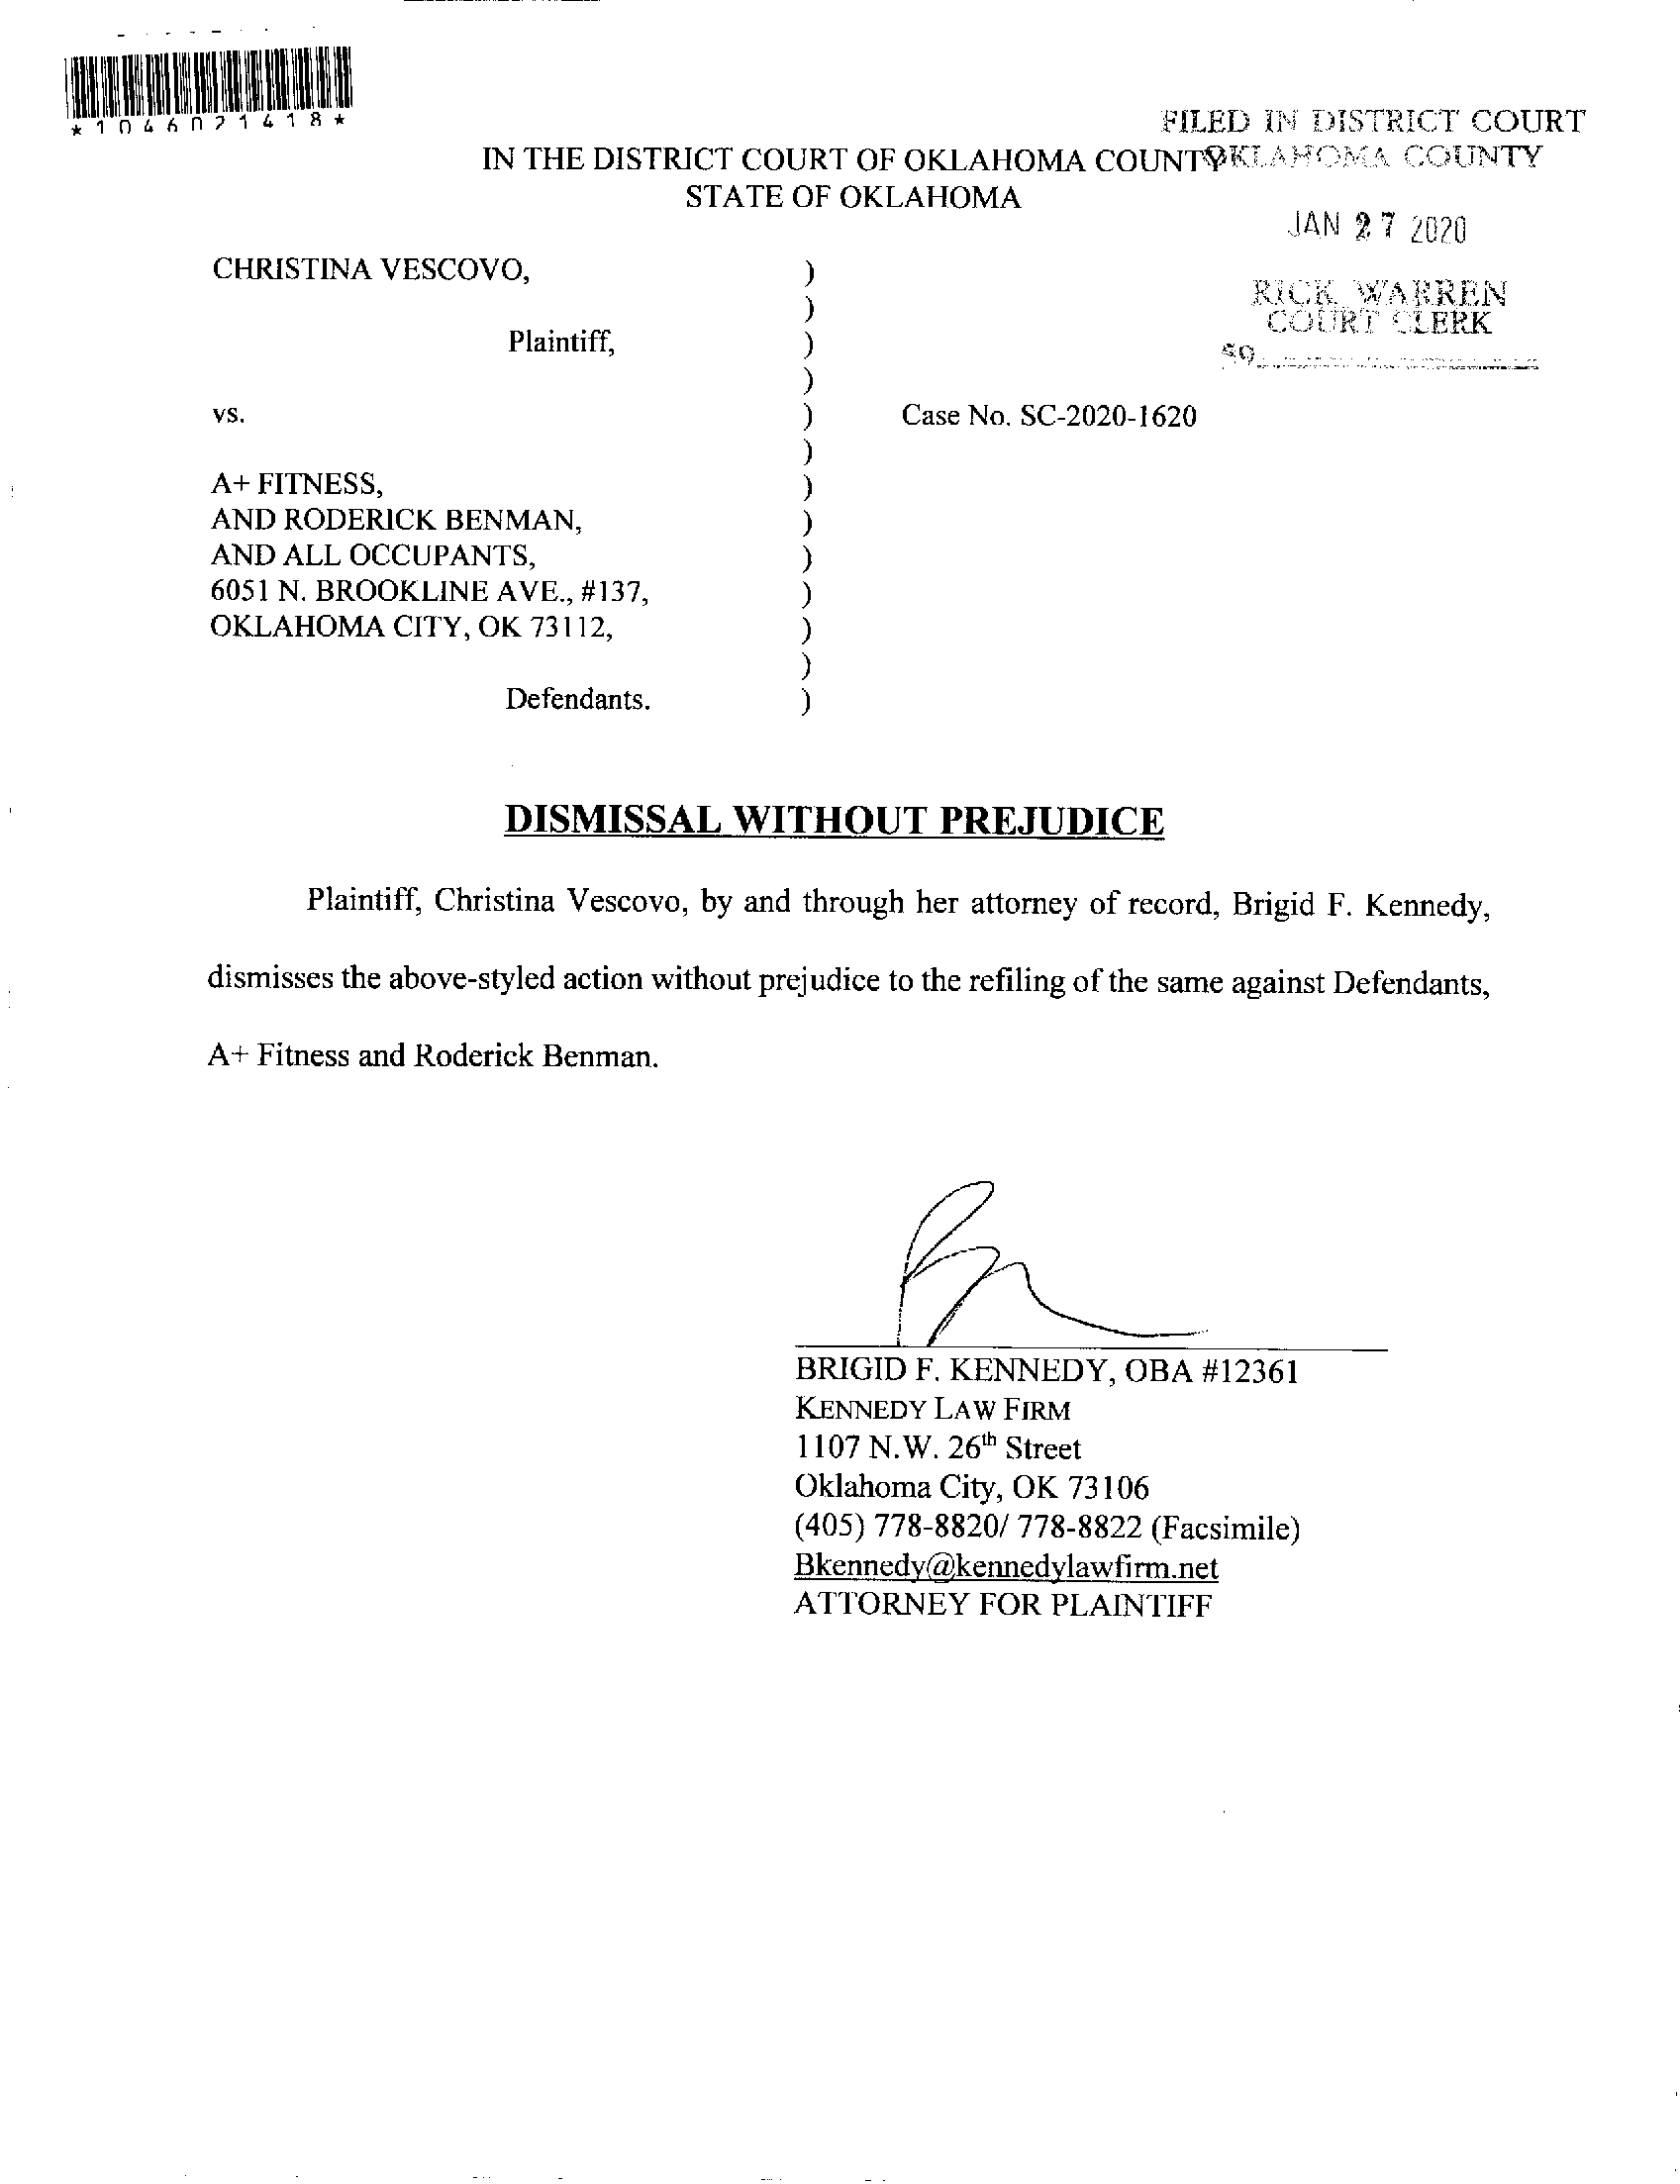 *1046021418*
FILED IN DISTRICT COURT
OKLAHOMA COUNTY
IN THE DISTRICT COURT OF OKLAHOMA COUNTY
STATE OF OKLAHOMA
JAN 27 2020
RICK WARREN
COURT CLERK
CHRISTINA VESCOVO, )
)
Plaintiff, )
)
vs. ) Case No. SC-2020-1620
)
A+ FITNESS, )
AND RODERICK BENMAN, )
AND ALL OCCUPANTS, )
6051 N. BROOKLINE AVE., #137, )
OKLAHOMA CITY, OK 73112, )
)
Defendants. )
DISMISSAL WITHOUT PREJUDICE
Plaintiff, Christina Vescovo, by and through her attorney of record, Brigid F. Kennedy,
dismisses the above-styled action without prejudice to the refiling of the same against Defendants,
A+ Fitness and Roderick Benman.
BRIGID F. KENNEDY, OBA #12361
KENNEDY LAW FIRM
1107 N.W. 26th Street
Oklahoma City, OK 73106
(405) 778-8820/ 778-8822 (Facsimile)
Bkennedy@kennedylawfirm.net
ATTORNEY FOR PLAINTIFF